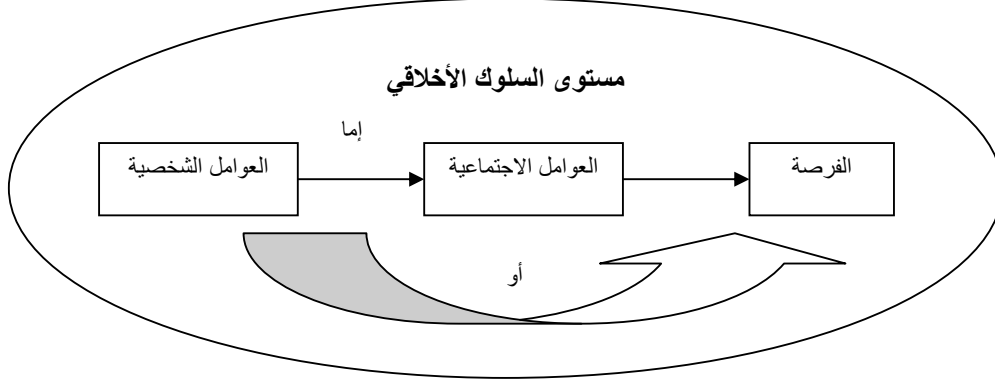 مستوى السلوك الأخلاقي
إما
العوامل الشخصية
العوامل الاجتماعية
الفرصة
أو